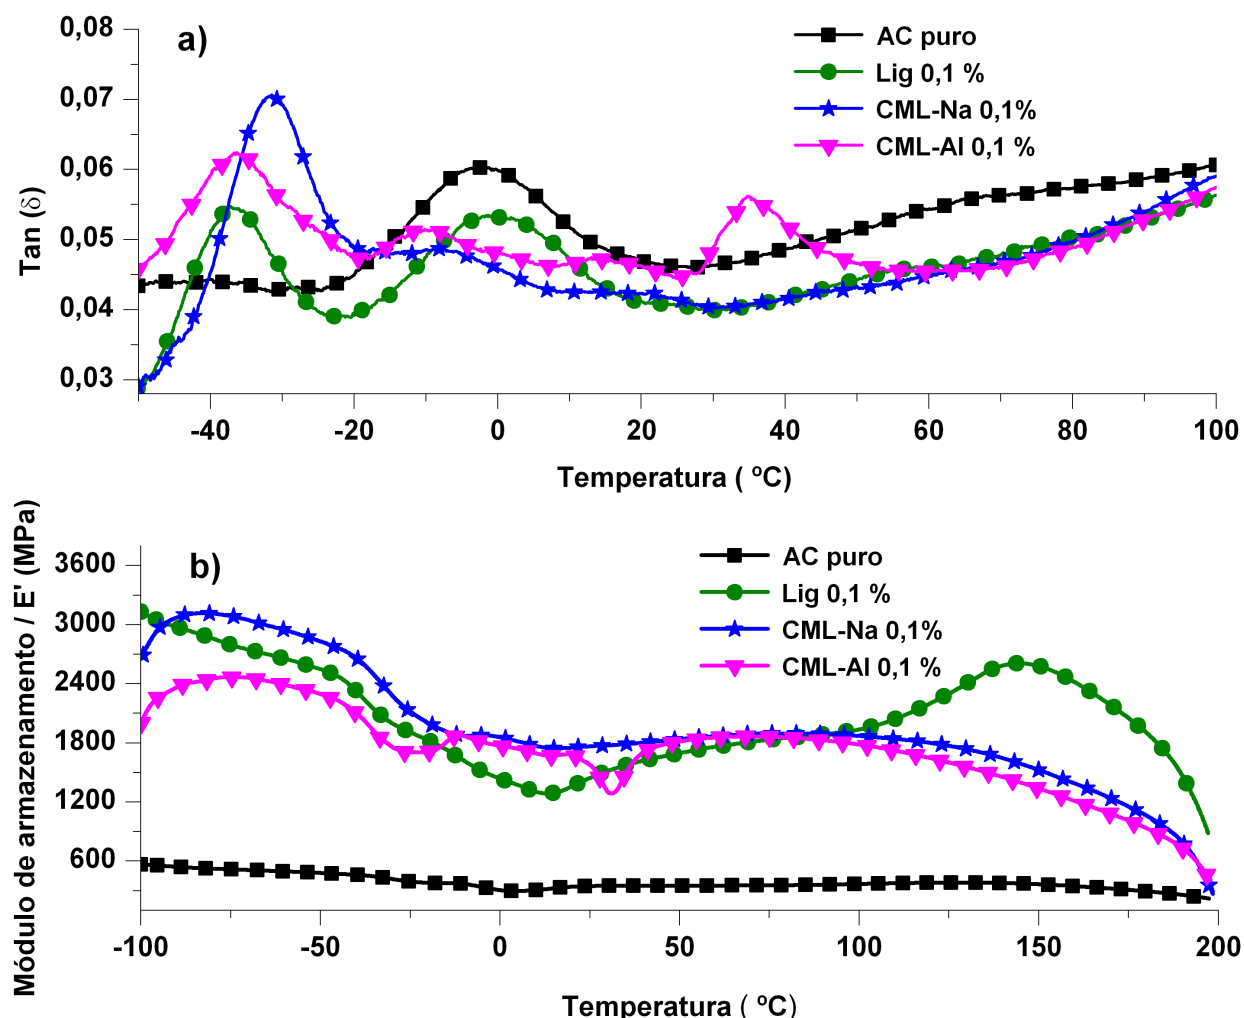 a)
AC puro
Lig 0,1 %
CML-Na 0,1%
CML-Al 0,1 %
Tan (δ)
0,08
0,07
0,06
0,05
0,04
0,03
-40 -20 0 20 40 60 80 100
Temperatura ( ºC)
b)
AC puro
Lig 0,1 %
CML-Na 0,1%
CML-Al 0,1 %
Módulo de armazenamento / E' (MPa)
3600
3000
2400
1800
1200
600
-100 -50 0 50 100 150 200
Temperatura ( ºC)